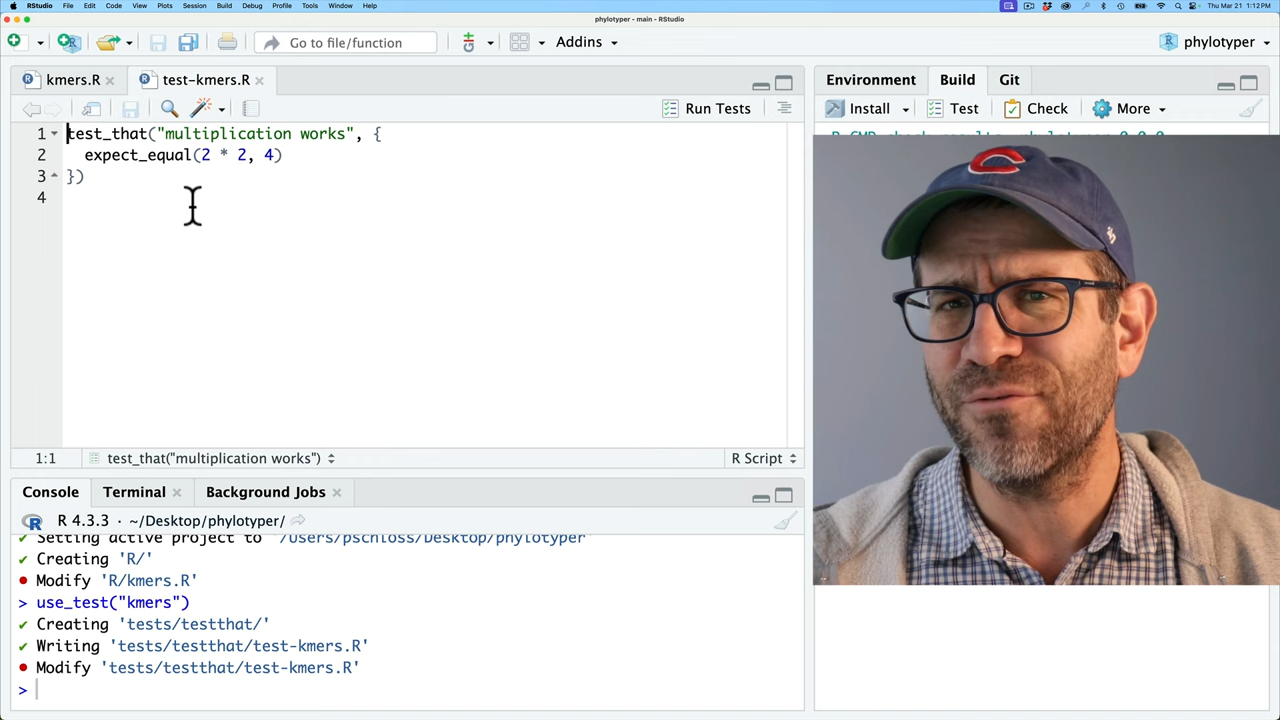 RStudio File Edit Code View Plots Session Build Debug Profile Tools Window Help Thu Mar 21 1:12PM
phylotyper - main - RStudio
Go to file/function Addins phylotyper
kmers.R test-kmers.R
Environment Build Git
Run Tests
Install Test Check More
1 test_that("multiplication works", {
2 expect_equal(2 * 2, 4)
3 })
4
1:1 test_that("multiplication works") R Script
Console Terminal Background Jobs
R 4.3.3 · ~/Desktop/phylotyper/
Setting active project to '/Users/pschloss/Desktop/phylotyper'
✔ Creating 'R/'
• Modify 'R/kmers.R'
> use_test("kmers")
✔ Creating 'tests/testthat/'
✔ Writing 'tests/testthat/test-kmers.R'
• Modify 'tests/testthat/test-kmers.R'
>
C